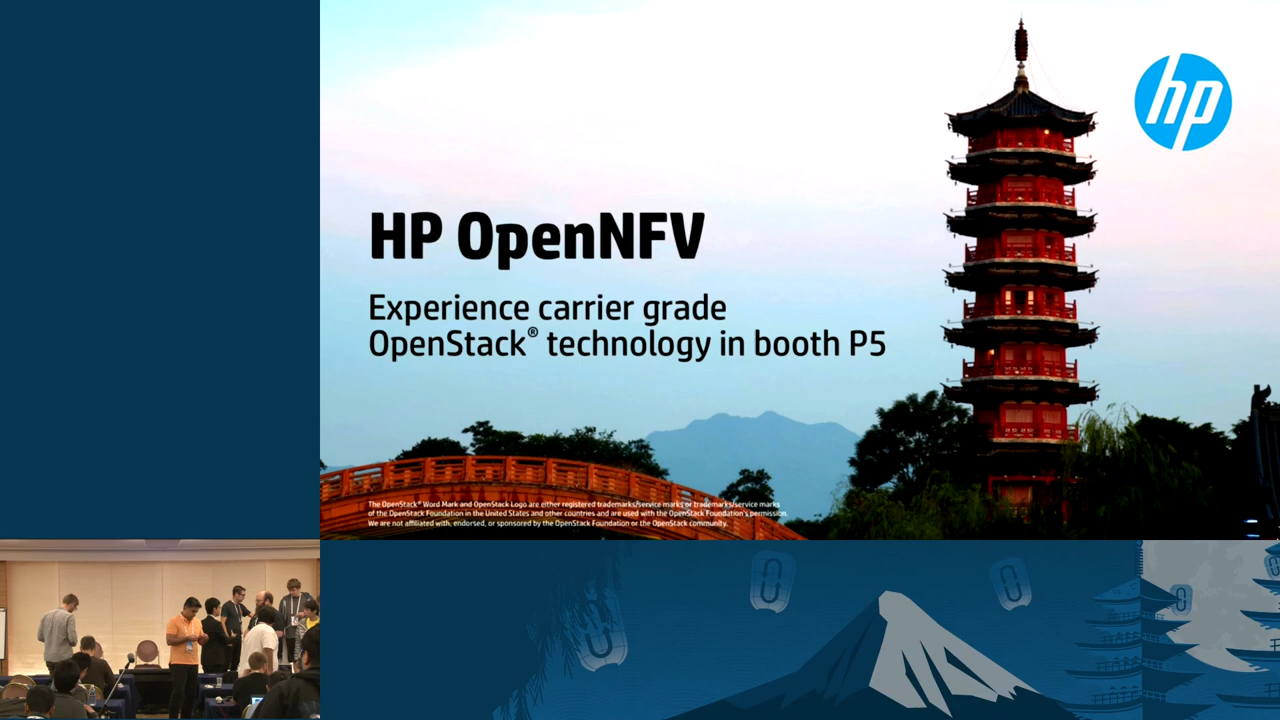 hp
HP OpenNFV
Experience carrier grade
OpenStack® technology in booth P5
The OpenStack® Word Mark and OpenStack Logo are either registered trademarks/service marks or trademarks/service marks
of the OpenStack Foundation in the United States and other countries and are used with the OpenStack Foundation's permission.
We are not affiliated with, endorsed, or sponsored by the OpenStack Foundation or the OpenStack community.